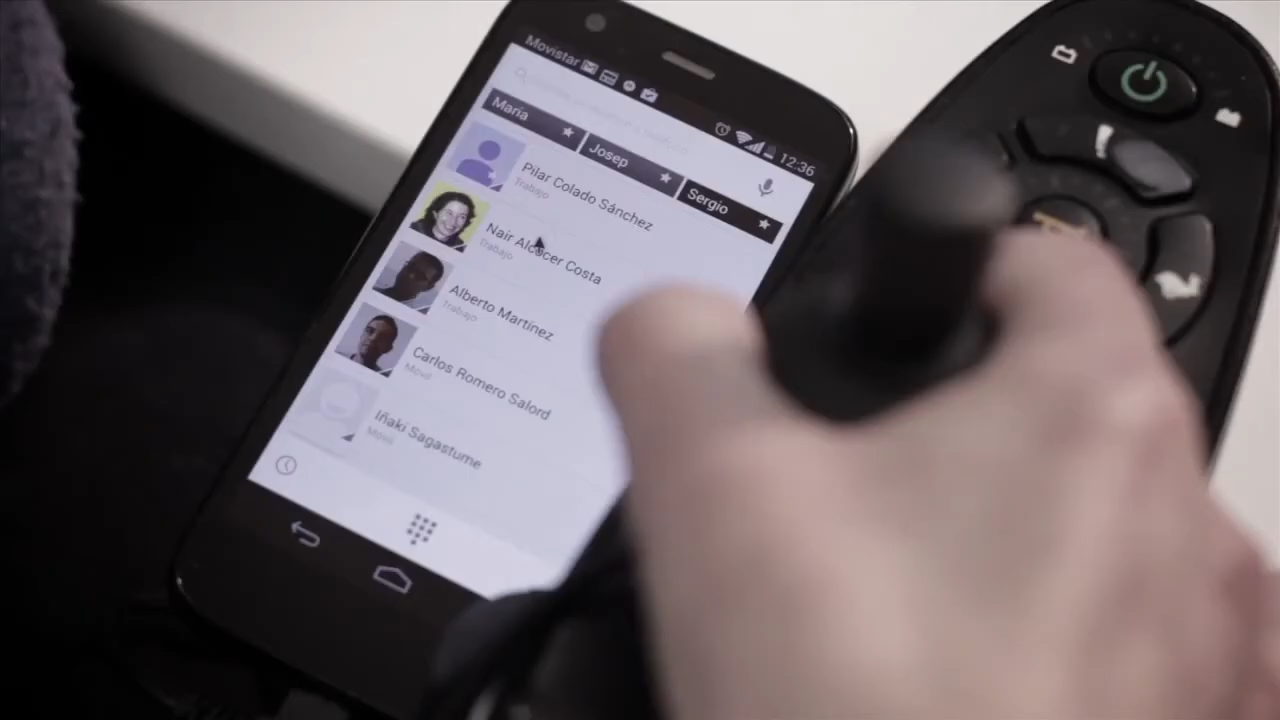 Movistar
12:36
María
Josep
Sergio
Pilar Colado Sánchez
Trabajo
Nair Alcocer Costa
Trabajo
Alberto Martínez
Trabajo
Carlos Romero Salord
Móvil
Iñaki Sagastume
Móvil